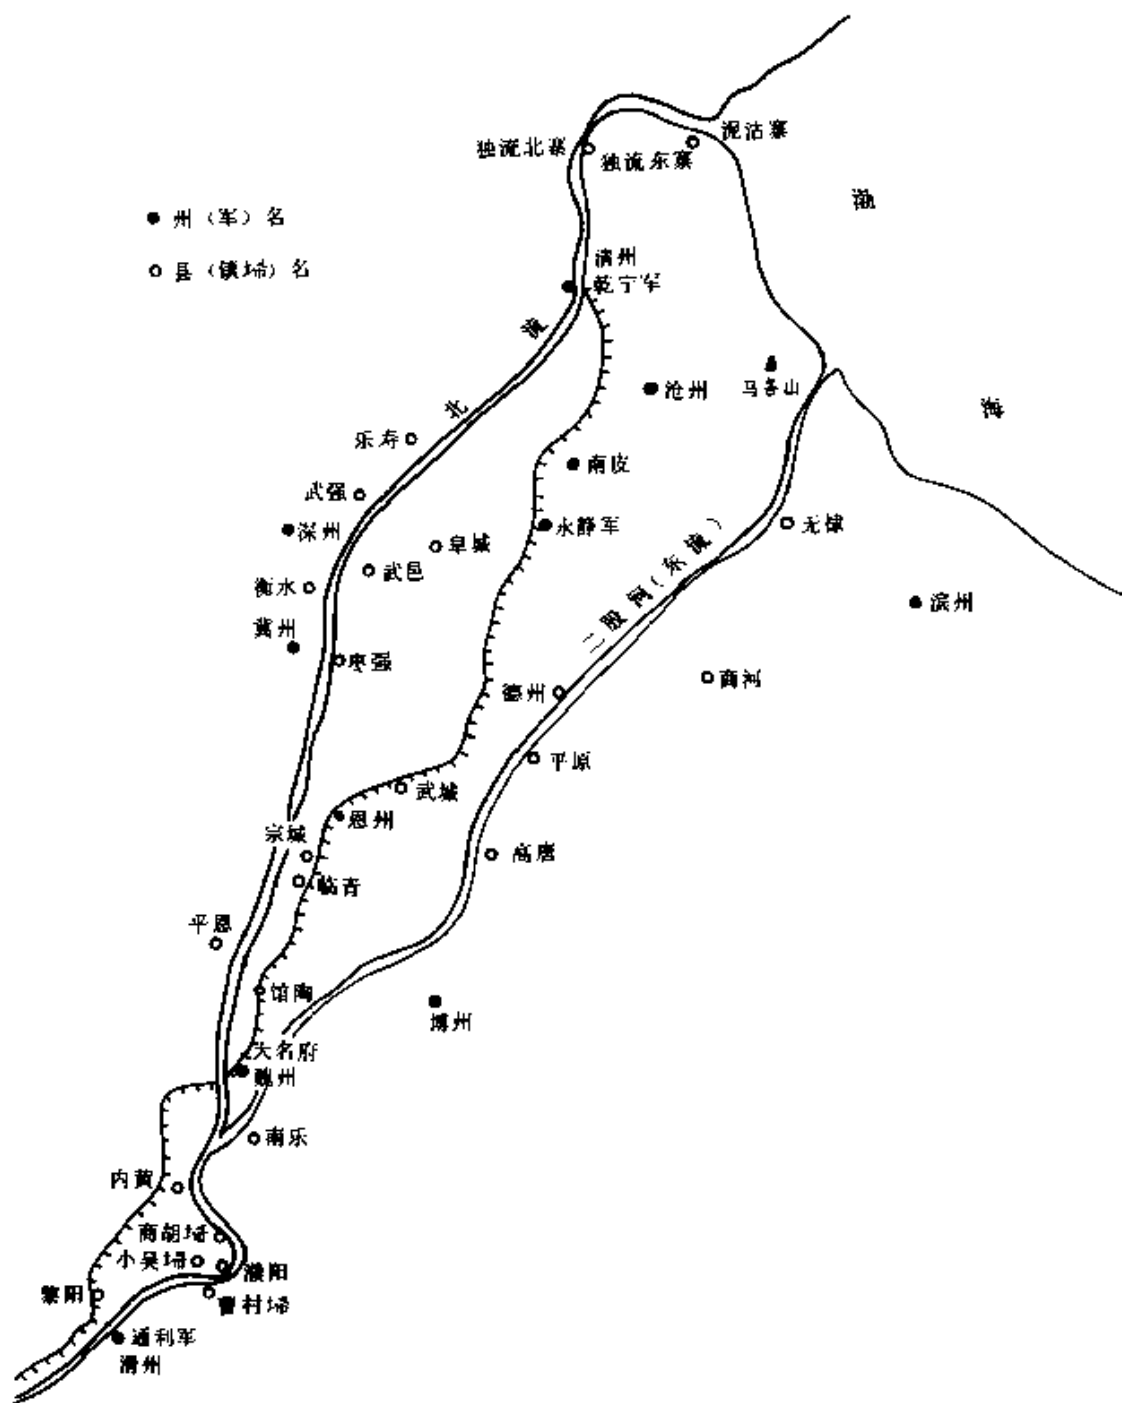 泥沽寨
独流北寨
独流东寨
渤
州（军）名
清州
县（镇埽）名
乾宁军
流
马谷山
沧州
海
北
乐寿
南皮
武强
永静军
无棣
深州
阜城
二股河（东流）
武邑
衡水
滨州
冀州
枣强
商河
德州
平原
武城
恩州
宗城
高唐
临青
平恩
馆陶
博州
大名府
魏州
南乐
内黄
商胡埽
小吴埽
濮阳
黎阳
曹村埽
通利军
滑州